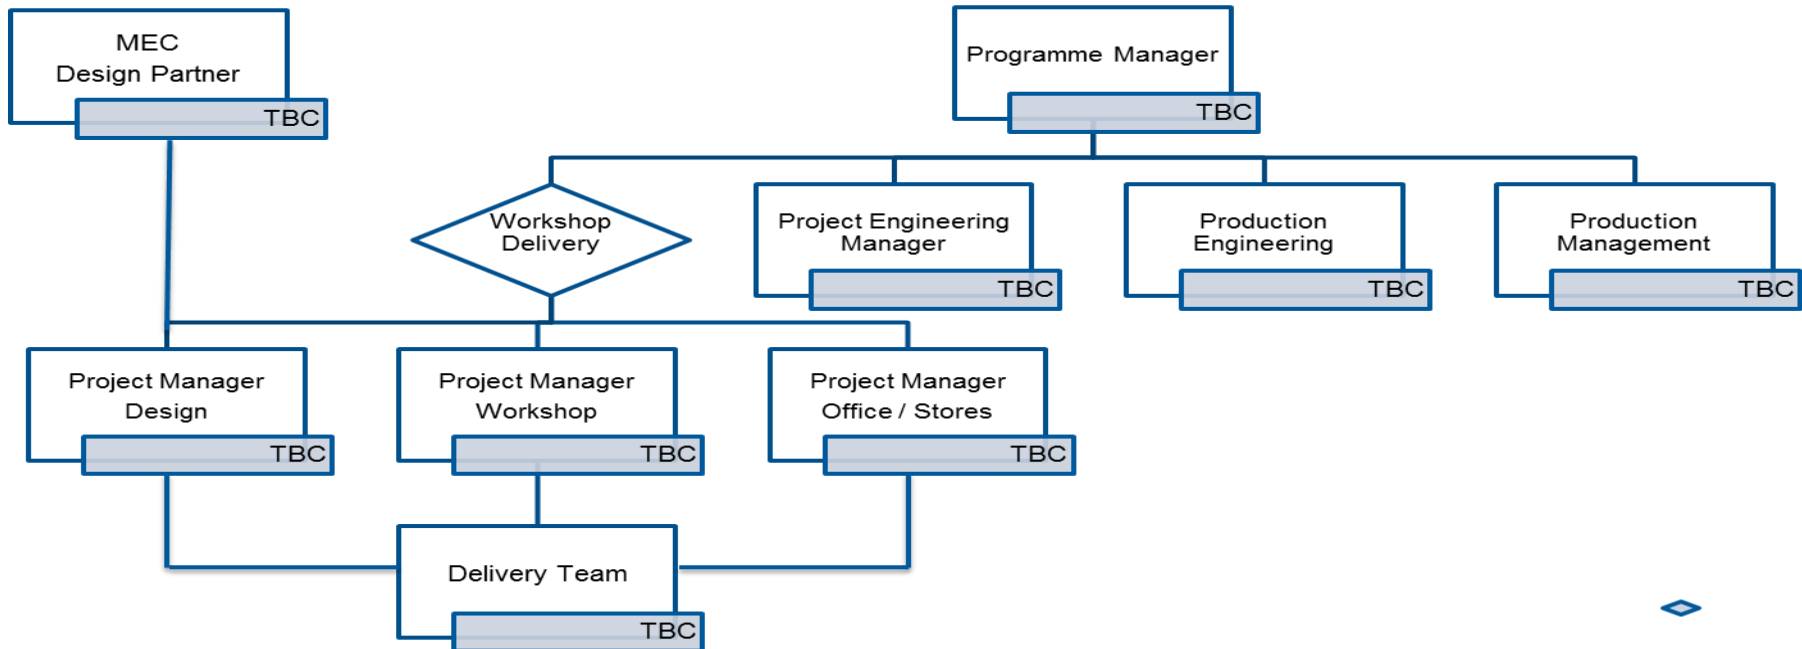 MEC
Design Partner
TBC
Programme Manager
TBC
Workshop
Delivery
Project Engineering
Manager
TBC
Production
Engineering
TBC
Production
Management
TBC
Project Manager
Design
TBC
Project Manager
Workshop
TBC
Project Manager
Office / Stores
TBC
Delivery Team
TBC